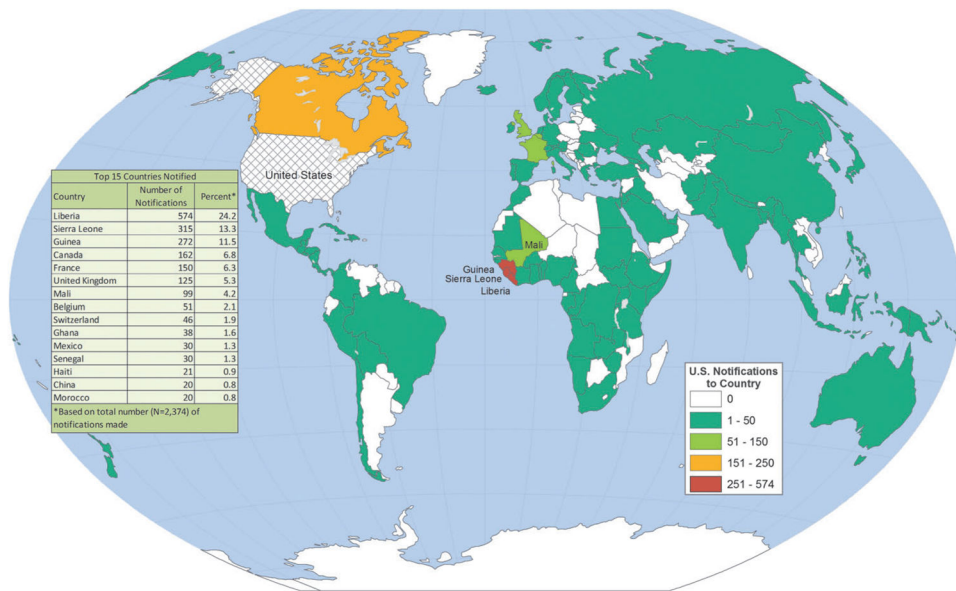 United States
Top 15 Countries Notified
Country Number of Notifications Percent*
Liberia 574 24.2
Sierra Leone 315 13.3
Guinea 272 11.5
Canada 162 6.8
France 150 6.3
United Kingdom 125 5.3
Mali 99 4.2
Belgium 51 2.1
Switzerland 46 1.9
Ghana 38 1.6
Mexico 30 1.3
Senegal 30 1.3
Haiti 21 0.9
China 20 0.8
Morocco 20 0.8
*Based on total number (N=2,374) of
notifications made
Mali
Guinea
Sierra Leone
Liberia
U.S. Notifications
to Country
0
1 - 50
51 - 150
151 - 250
251 - 574